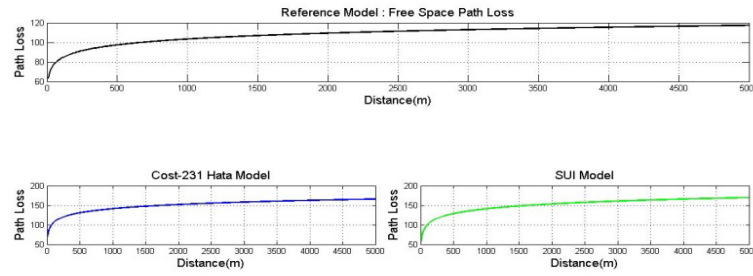 Reference Model : Free Space Path Loss
120
100
80
60
Path Loss
0 500 1000 1500 2000 2500 3000 3500 4000 4500 500
Distance(m)
Cost-231 Hata Model
200
150
100
50
Path Loss
0 500 1000 1500 2000 2500 3000 3500 4000 4500 5000
Distance(m)
SUI Model
200
150
100
50
Path Loss
0 500 1000 1500 2000 2500 3000 3500 4000 4500 500
Distance(m)